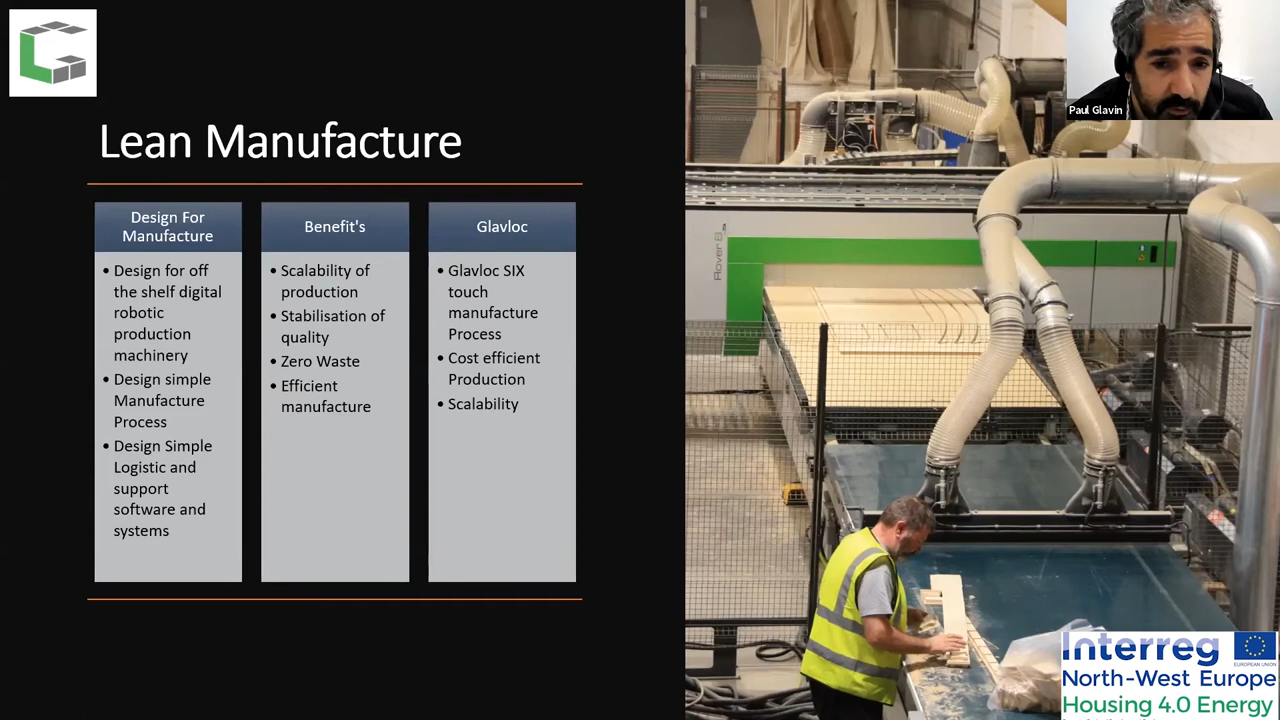 Lean Manufacture
Design For
Manufacture
• Design for off
the shelf digital
robotic
production
machinery
• Design simple
Manufacture
Process
• Design Simple
Logistic and
support
software and
systems
Benefit's
• Scalability of
production
• Stabilisation of
quality
• Zero Waste
• Efficient
manufacture
Glavloc
• Glavloc SIX
touch
manufacture
Process
• Cost efficient
Production
• Scalability
Paul Glavin
Rover B
Interreg
EUROPEAN UNION
North-West Europe
Housing 4.0 Energy